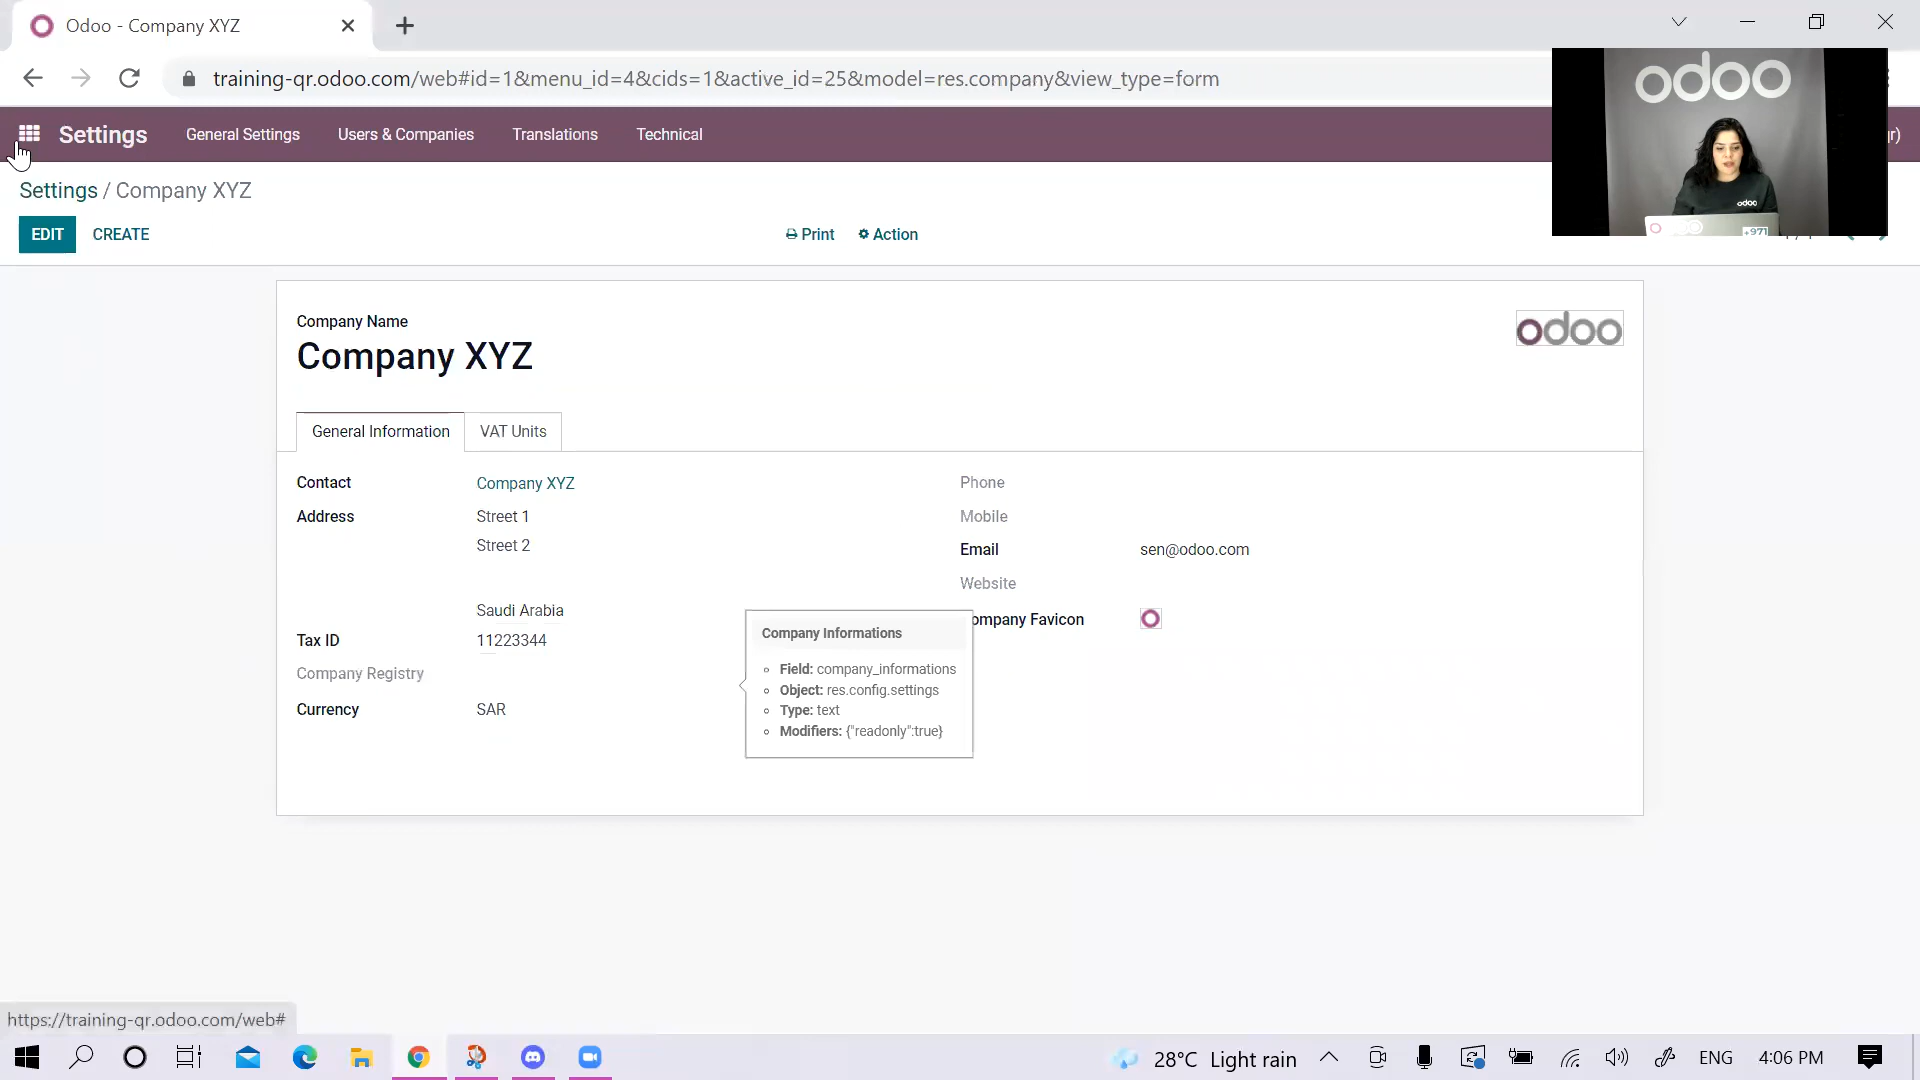 Odoo - Company XYZ
training-qr.odoo.com/web#id=1&menu_id=4&cids=1&active_id=25&model=res.company&view_type=form
odoo
Settings
General Settings
Users & Companies
Translations
Technical
Settings / Company XYZ
EDIT
CREATE
Print
Action
odoo
+971
Company Name
Company XYZ
odoo
General Information
VAT Units
Contact
Company XYZ
Phone
Address
Street 1
Mobile
Street 2
Email
sen@odoo.com
Website
Saudi Arabia
ompany Favicon
Tax ID
11223344
Company Registry
Currency
SAR
Company Informations
Field: company_informations
Object: res.config.settings
Type: text
Modifiers: {"readonly":true}
https://training-qr.odoo.com/web#
28°C Light rain
ENG
4:06 PM